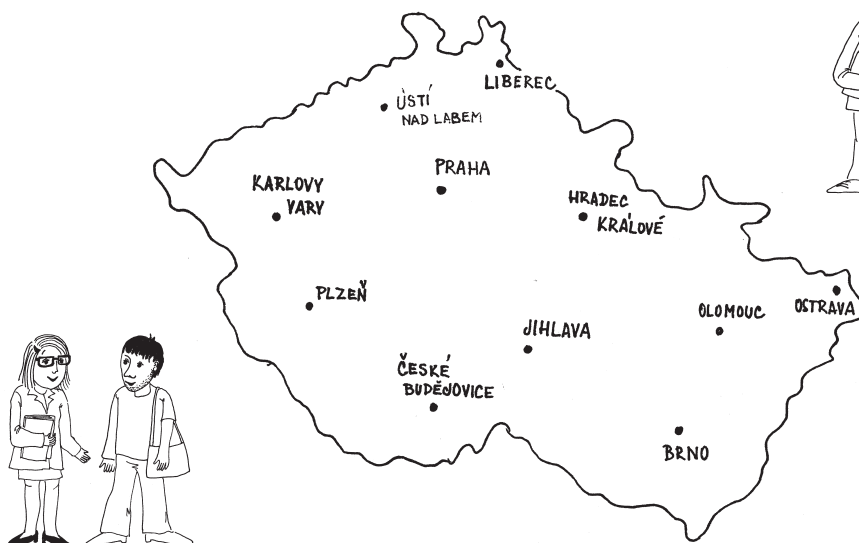 LIBEREC
ÚSTÍ
NAD LABEM
PRAHA
KARLOVY
VARY
HRADEC
KRÁLOVÉ
PLZEŇ
OLOMOUC
OSTRAVA
JIHLAVA
ČESKÉ
BUDĚJOVICE
BRNO